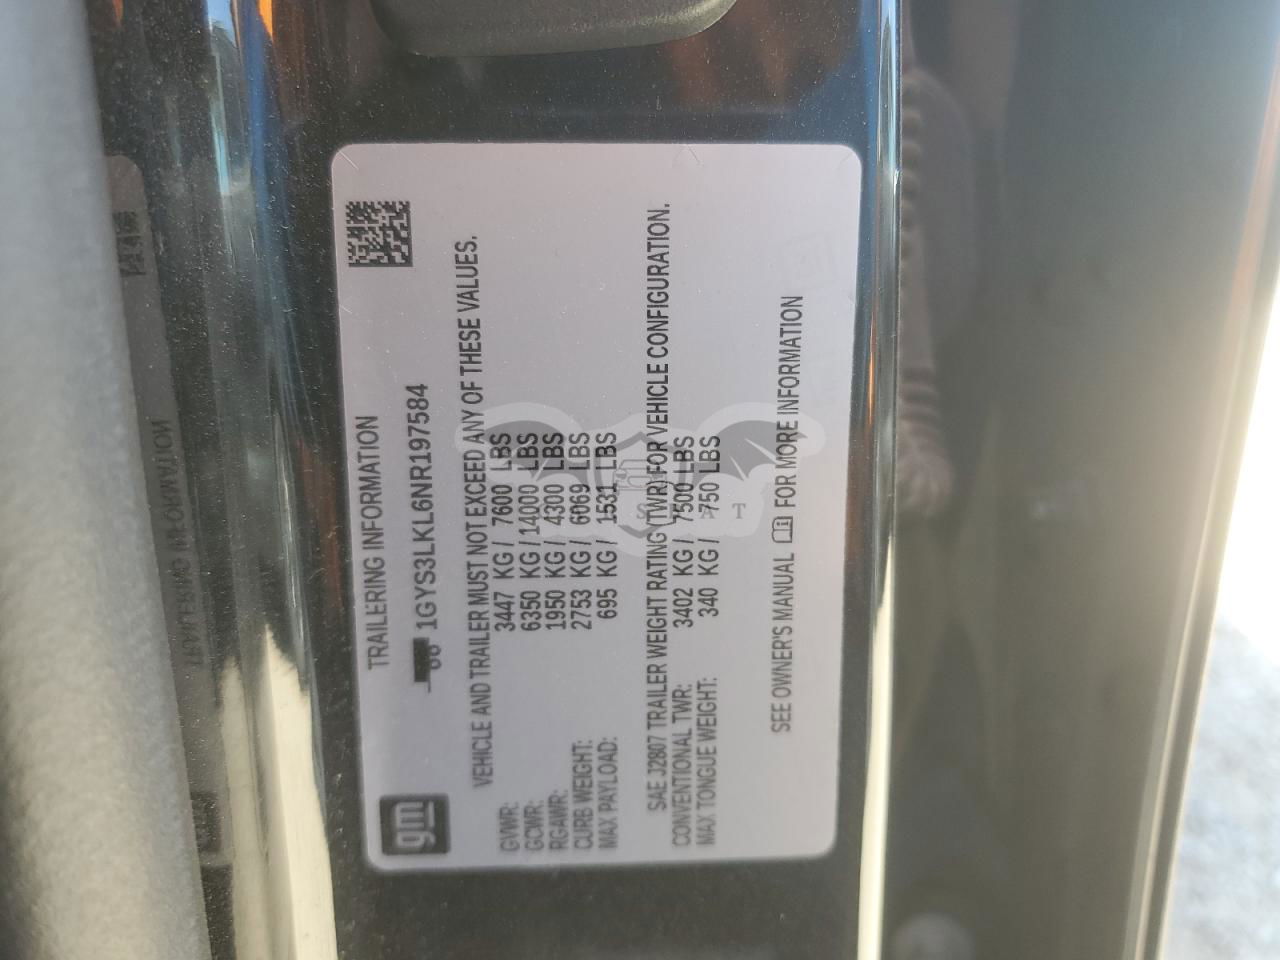 gm
TRAILERING INFORMATION
1GYS3LKL6NR197584
VEHICLE AND TRAILER MUST NOT EXCEED ANY OF THESE VALUES.
GVWR: 3447 KG / 7600 LBS
GCWR: 6350 KG / 14000 LBS
RGAWR: 1950 KG / 4300 LBS
CURB WEIGHT: 2753 KG / 6069 LBS
MAX PAYLOAD: 695 KG / 1531 LBS
SAE J2807 TRAILER WEIGHT RATING (TWR) FOR VEHICLE CONFIGURATION.
CONVENTIONAL TWR: 3402 KG / 7500 LBS
MAX TONGUE WEIGHT: 340 KG / 750 LBS
SEE OWNER'S MANUAL FOR MORE INFORMATION